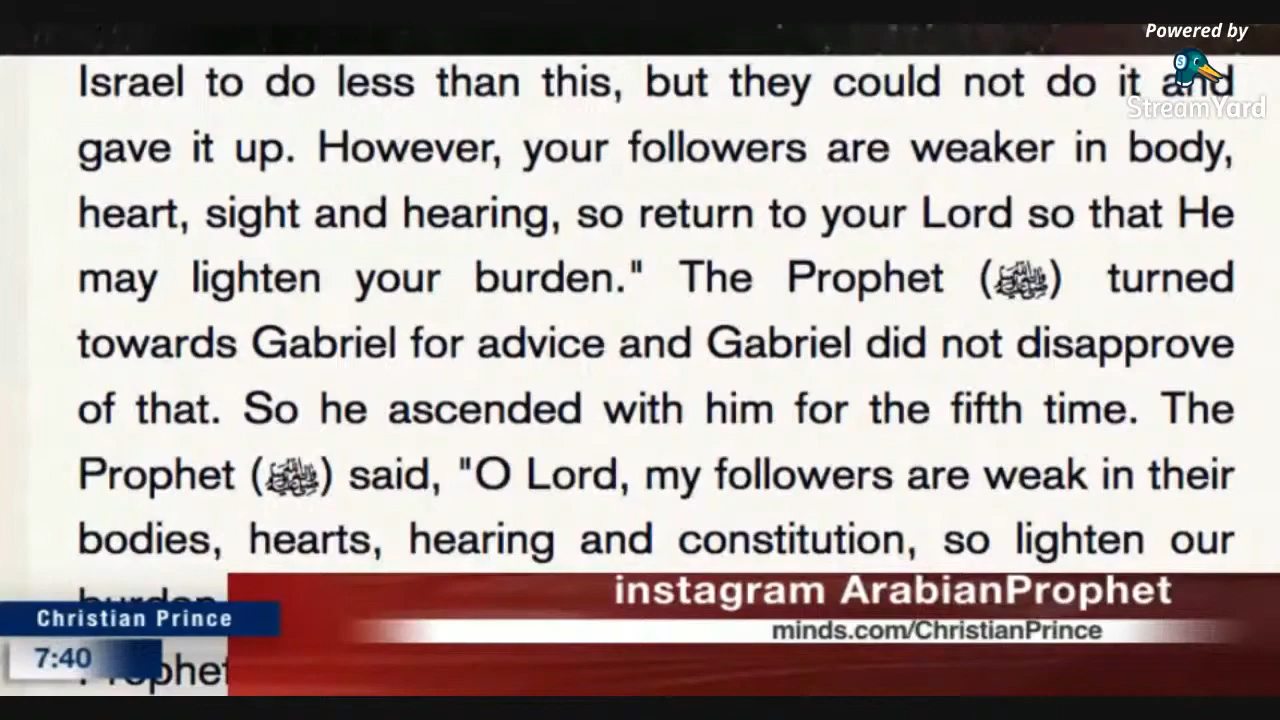 Powered by
StreamYard
Israel to do less than this, but they could not do it and
gave it up. However, your followers are weaker in body,
heart, sight and hearing, so return to your Lord so that He
may lighten your burden." The Prophet (ﷺ) turned
towards Gabriel for advice and Gabriel did not disapprove
of that. So he ascended with him for the fifth time. The
Prophet (ﷺ) said, "O Lord, my followers are weak in their
bodies, hearts, hearing and constitution, so lighten our
burden
instagram ArabianProphet
Christian Prince
minds.com/ChristianPrince
7:40
Prophet